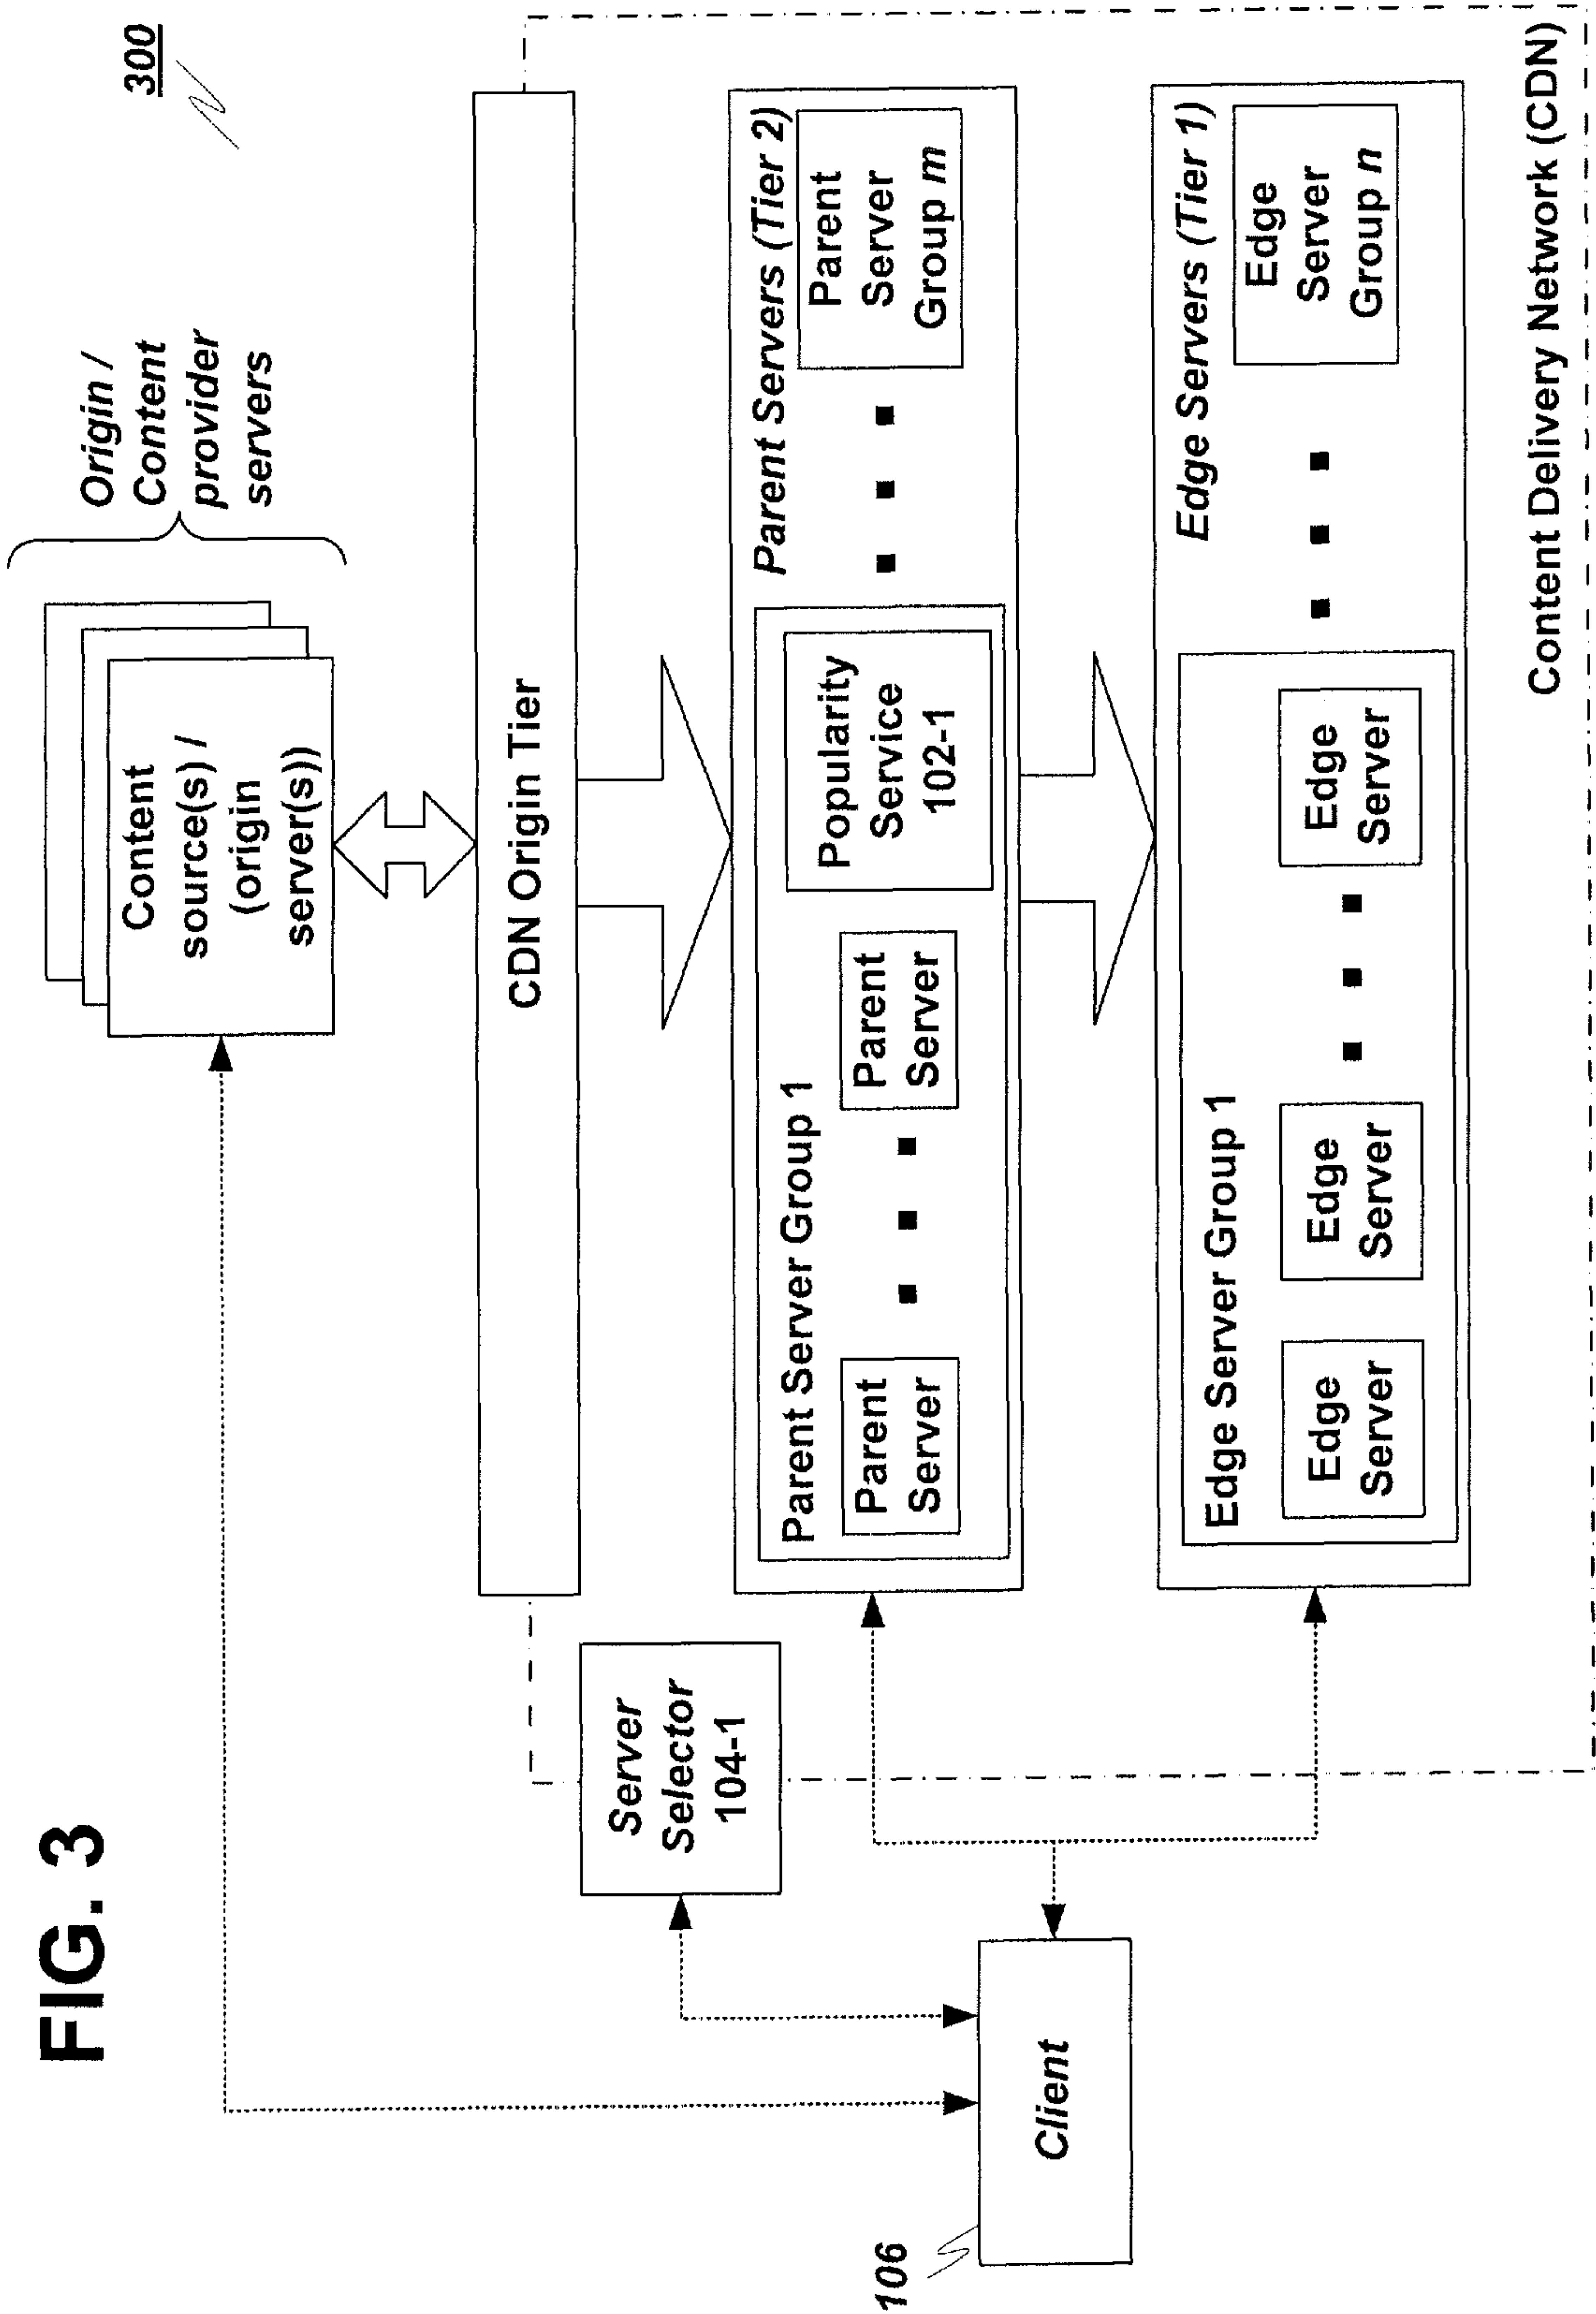 FIG. 3
300
Origin /
Content
provider
servers
Content
source(s) /
(origin
server(s))
CDN Origin Tier
Server
Selector
104-1
Parent Servers (Tier 2)
Parent Server Group 1
Parent
Server
Parent
Server
Popularity
Service
102-1
Parent
Server
Group m
Client
106
Edge Servers (Tier 1)
Edge Server Group 1
Edge
Server
Edge
Server
Edge
Server
Edge
Server
Group n
Content Delivery Network (CDN)